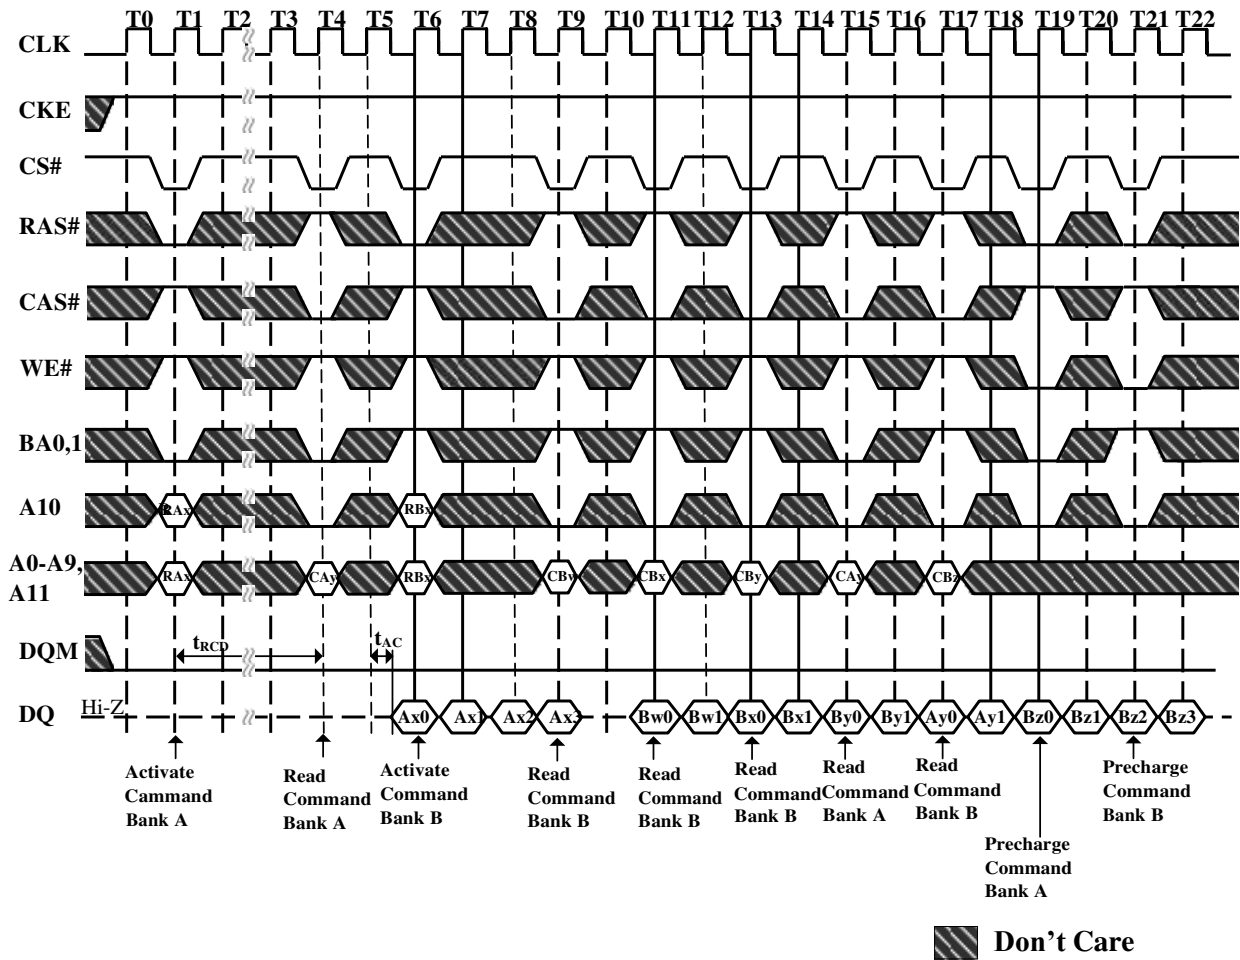 T0 T1 T2 T3 T4 T5 T6 T7 T8 T9 T10 T11 T12 T13 T14 T15 T16 T17 T18 T19 T20 T21 T22
CLK
CKE
CS#
RAS#
CAS#
WE#
BA0,1
A10
RAx RBx
A0-A9,
A11
RAx CAy RBx CBw CBx CBy CAy CBz
DQM
tRCD tAC
DQ
Hi-Z
Ax0 Ax1 Ax2 Ax3 Bw0 Bw1 Bx0 Bx1 By0 By1 Ay0 Ay1 Bz0 Bz1 Bz2 Bz3
Activate
Cammand
Bank A
Read
Command
Bank A
Activate
Command
Bank B
Read
Command
Bank B
Read
Command
Bank B
Read
Command
Bank B
Read
Command
Bank A
Read
Command
Bank B
Precharge
Command
Bank A
Precharge
Command
Bank B
Don't Care